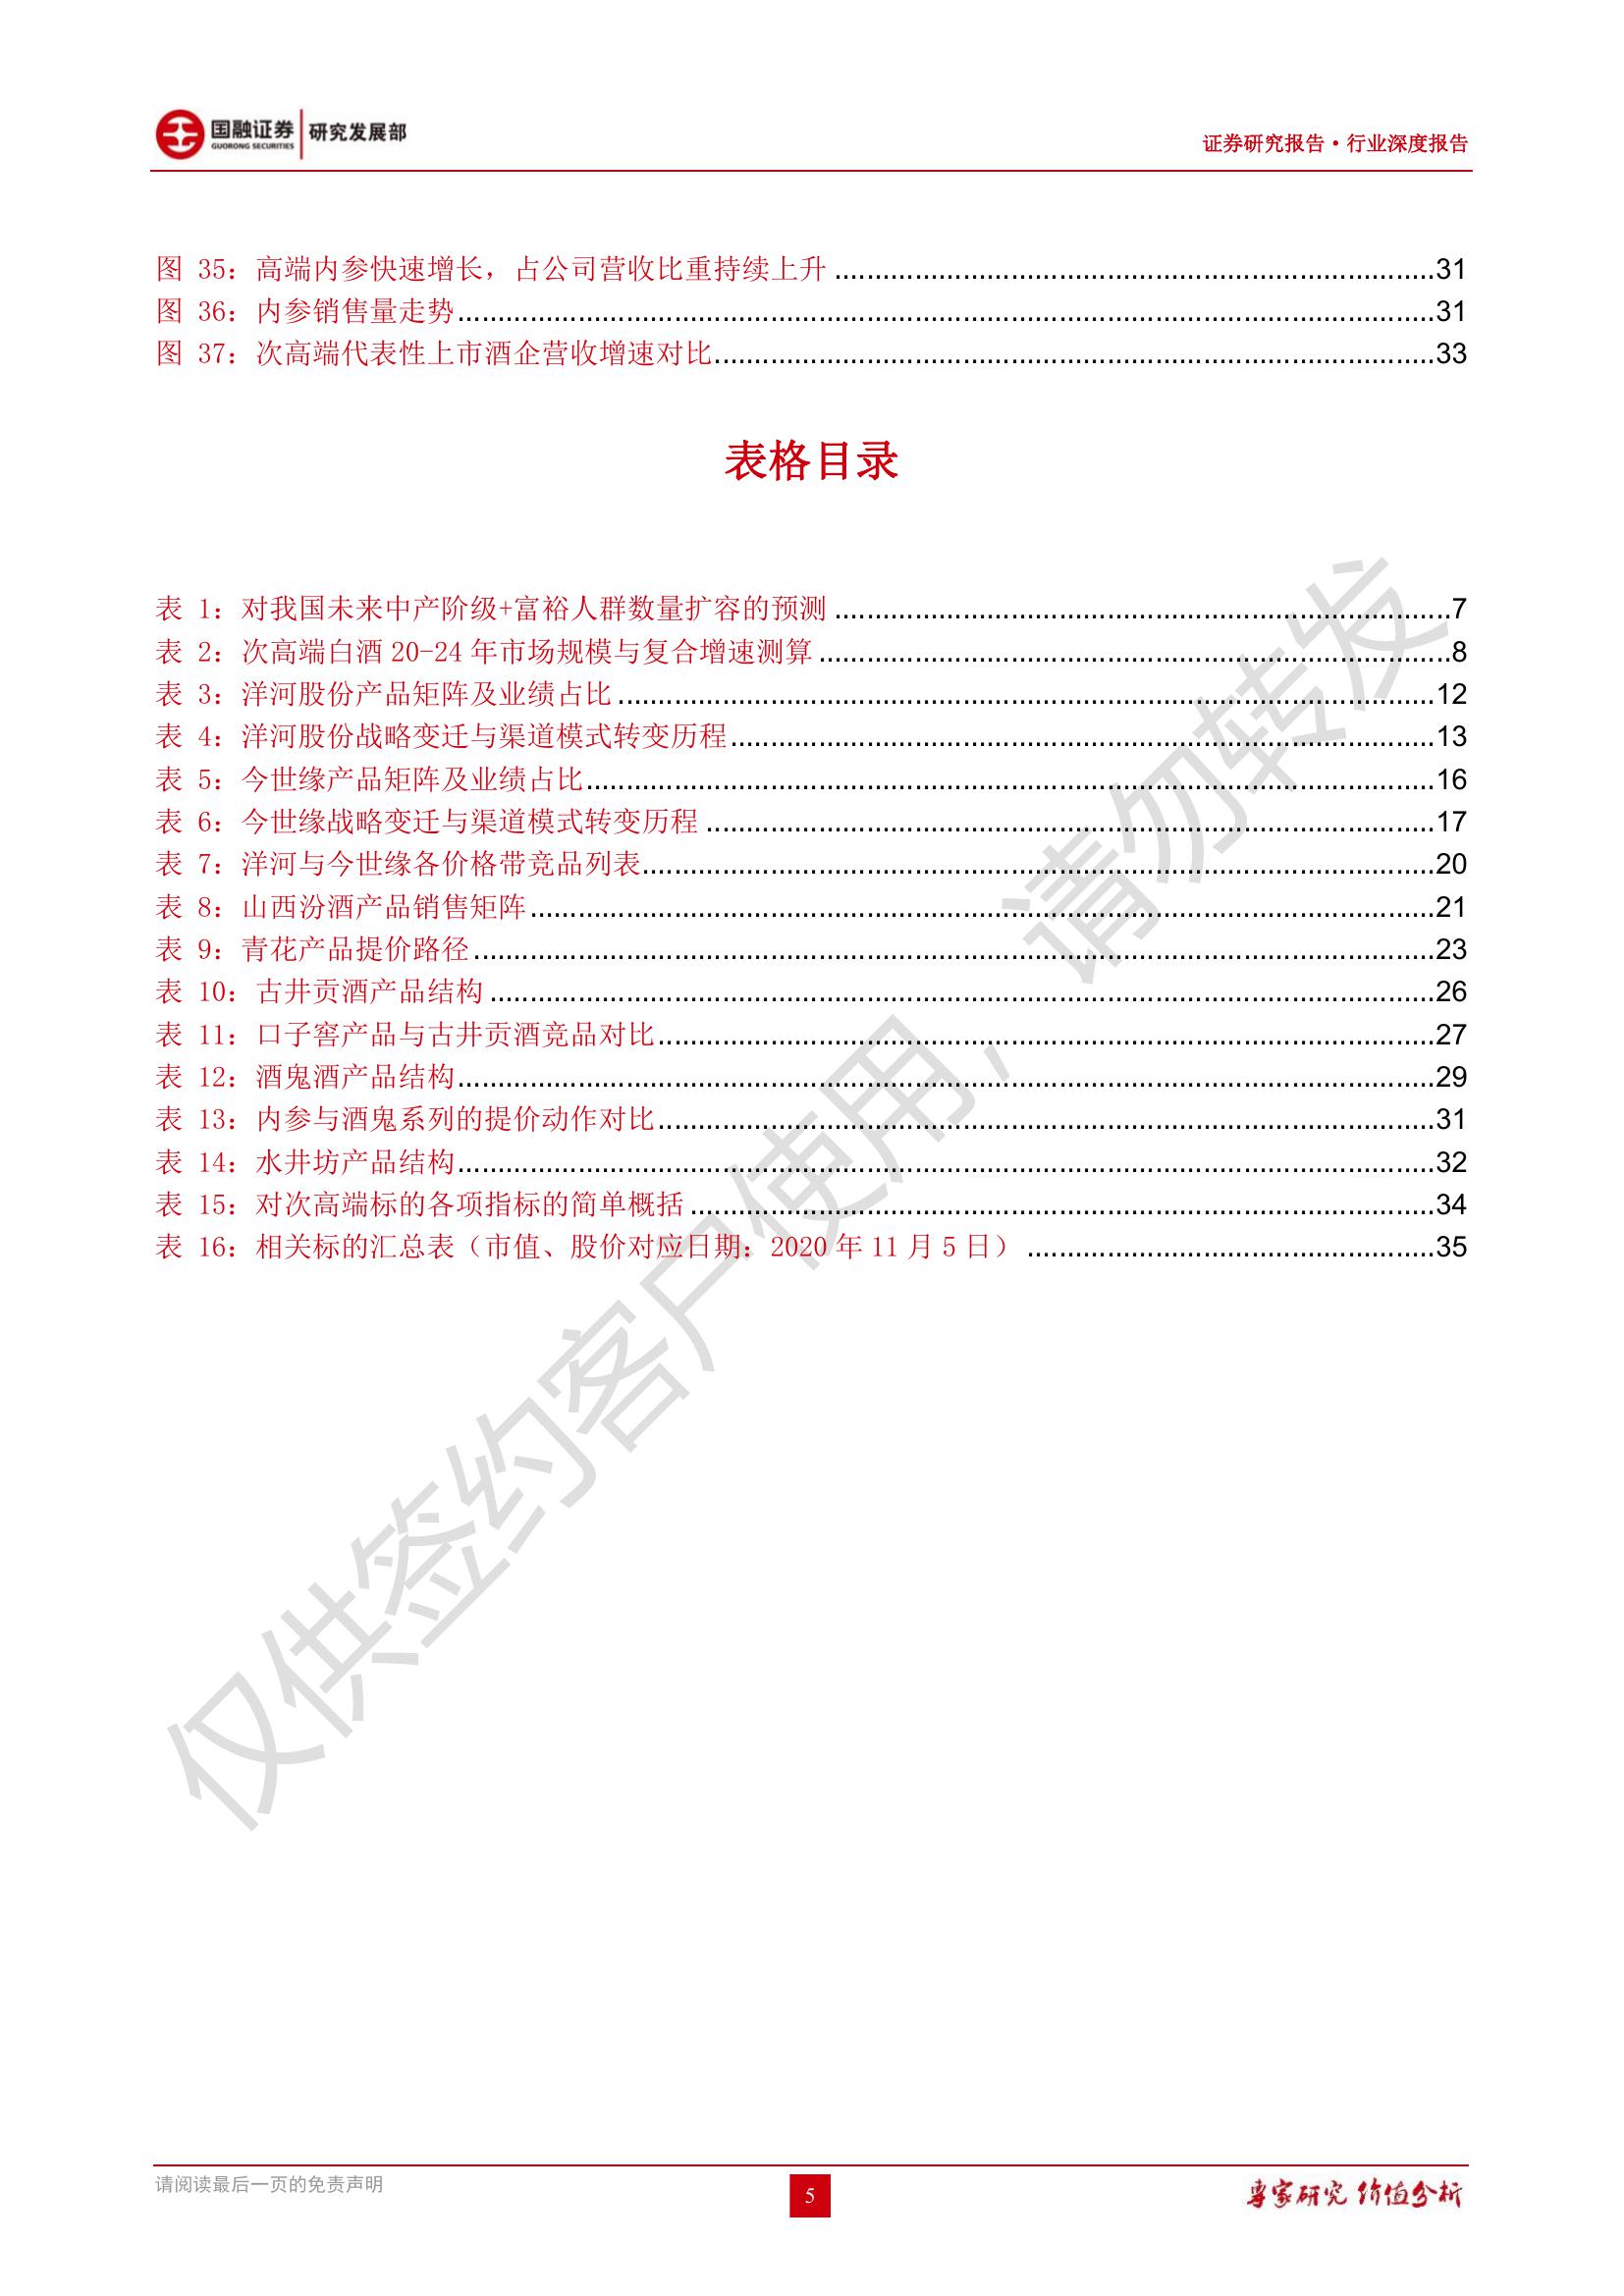 国融证券 研究发展部
GUORONG SECURITIES
证券研究报告·行业深度报告
图 35：高端内参快速增长，占公司营收比重持续上升 ........ 31
图 36：内参销售量走势 ........ 31
图 37：次高端代表性上市酒企营收增速对比 ........ 33
表格目录
表 1：对我国未来中产阶级+富裕人群数量扩容的预测 ........ 7
表 2：次高端白酒 20-24 年市场规模与复合增速测算 ........ 8
表 3：洋河股份产品矩阵及业绩占比 ........ 12
表 4：洋河股份战略变迁与渠道模式转变历程 ........ 13
表 5：今世缘产品矩阵及业绩占比 ........ 16
表 6：今世缘战略变迁与渠道模式转变历程 ........ 17
表 7：洋河与今世缘各价格带竞品列表 ........ 20
表 8：山西汾酒产品销售矩阵 ........ 21
表 9：青花产品提价路径 ........ 23
表 10：古井贡酒产品结构 ........ 26
表 11：口子窖产品与古井贡酒竞品对比 ........ 27
表 12：酒鬼酒产品结构 ........ 29
表 13：内参与酒鬼系列的提价动作对比 ........ 31
表 14：水井坊产品结构 ........ 32
表 15：对次高端标的各项指标的简单概括 ........ 34
表 16：相关标的汇总表（市值、股价对应日期：2020 年 11 月 5 日） ........ 35
仅供签约客户使用，请勿转发
请阅读最后一页的免责声明
5
专家研究 价值分析